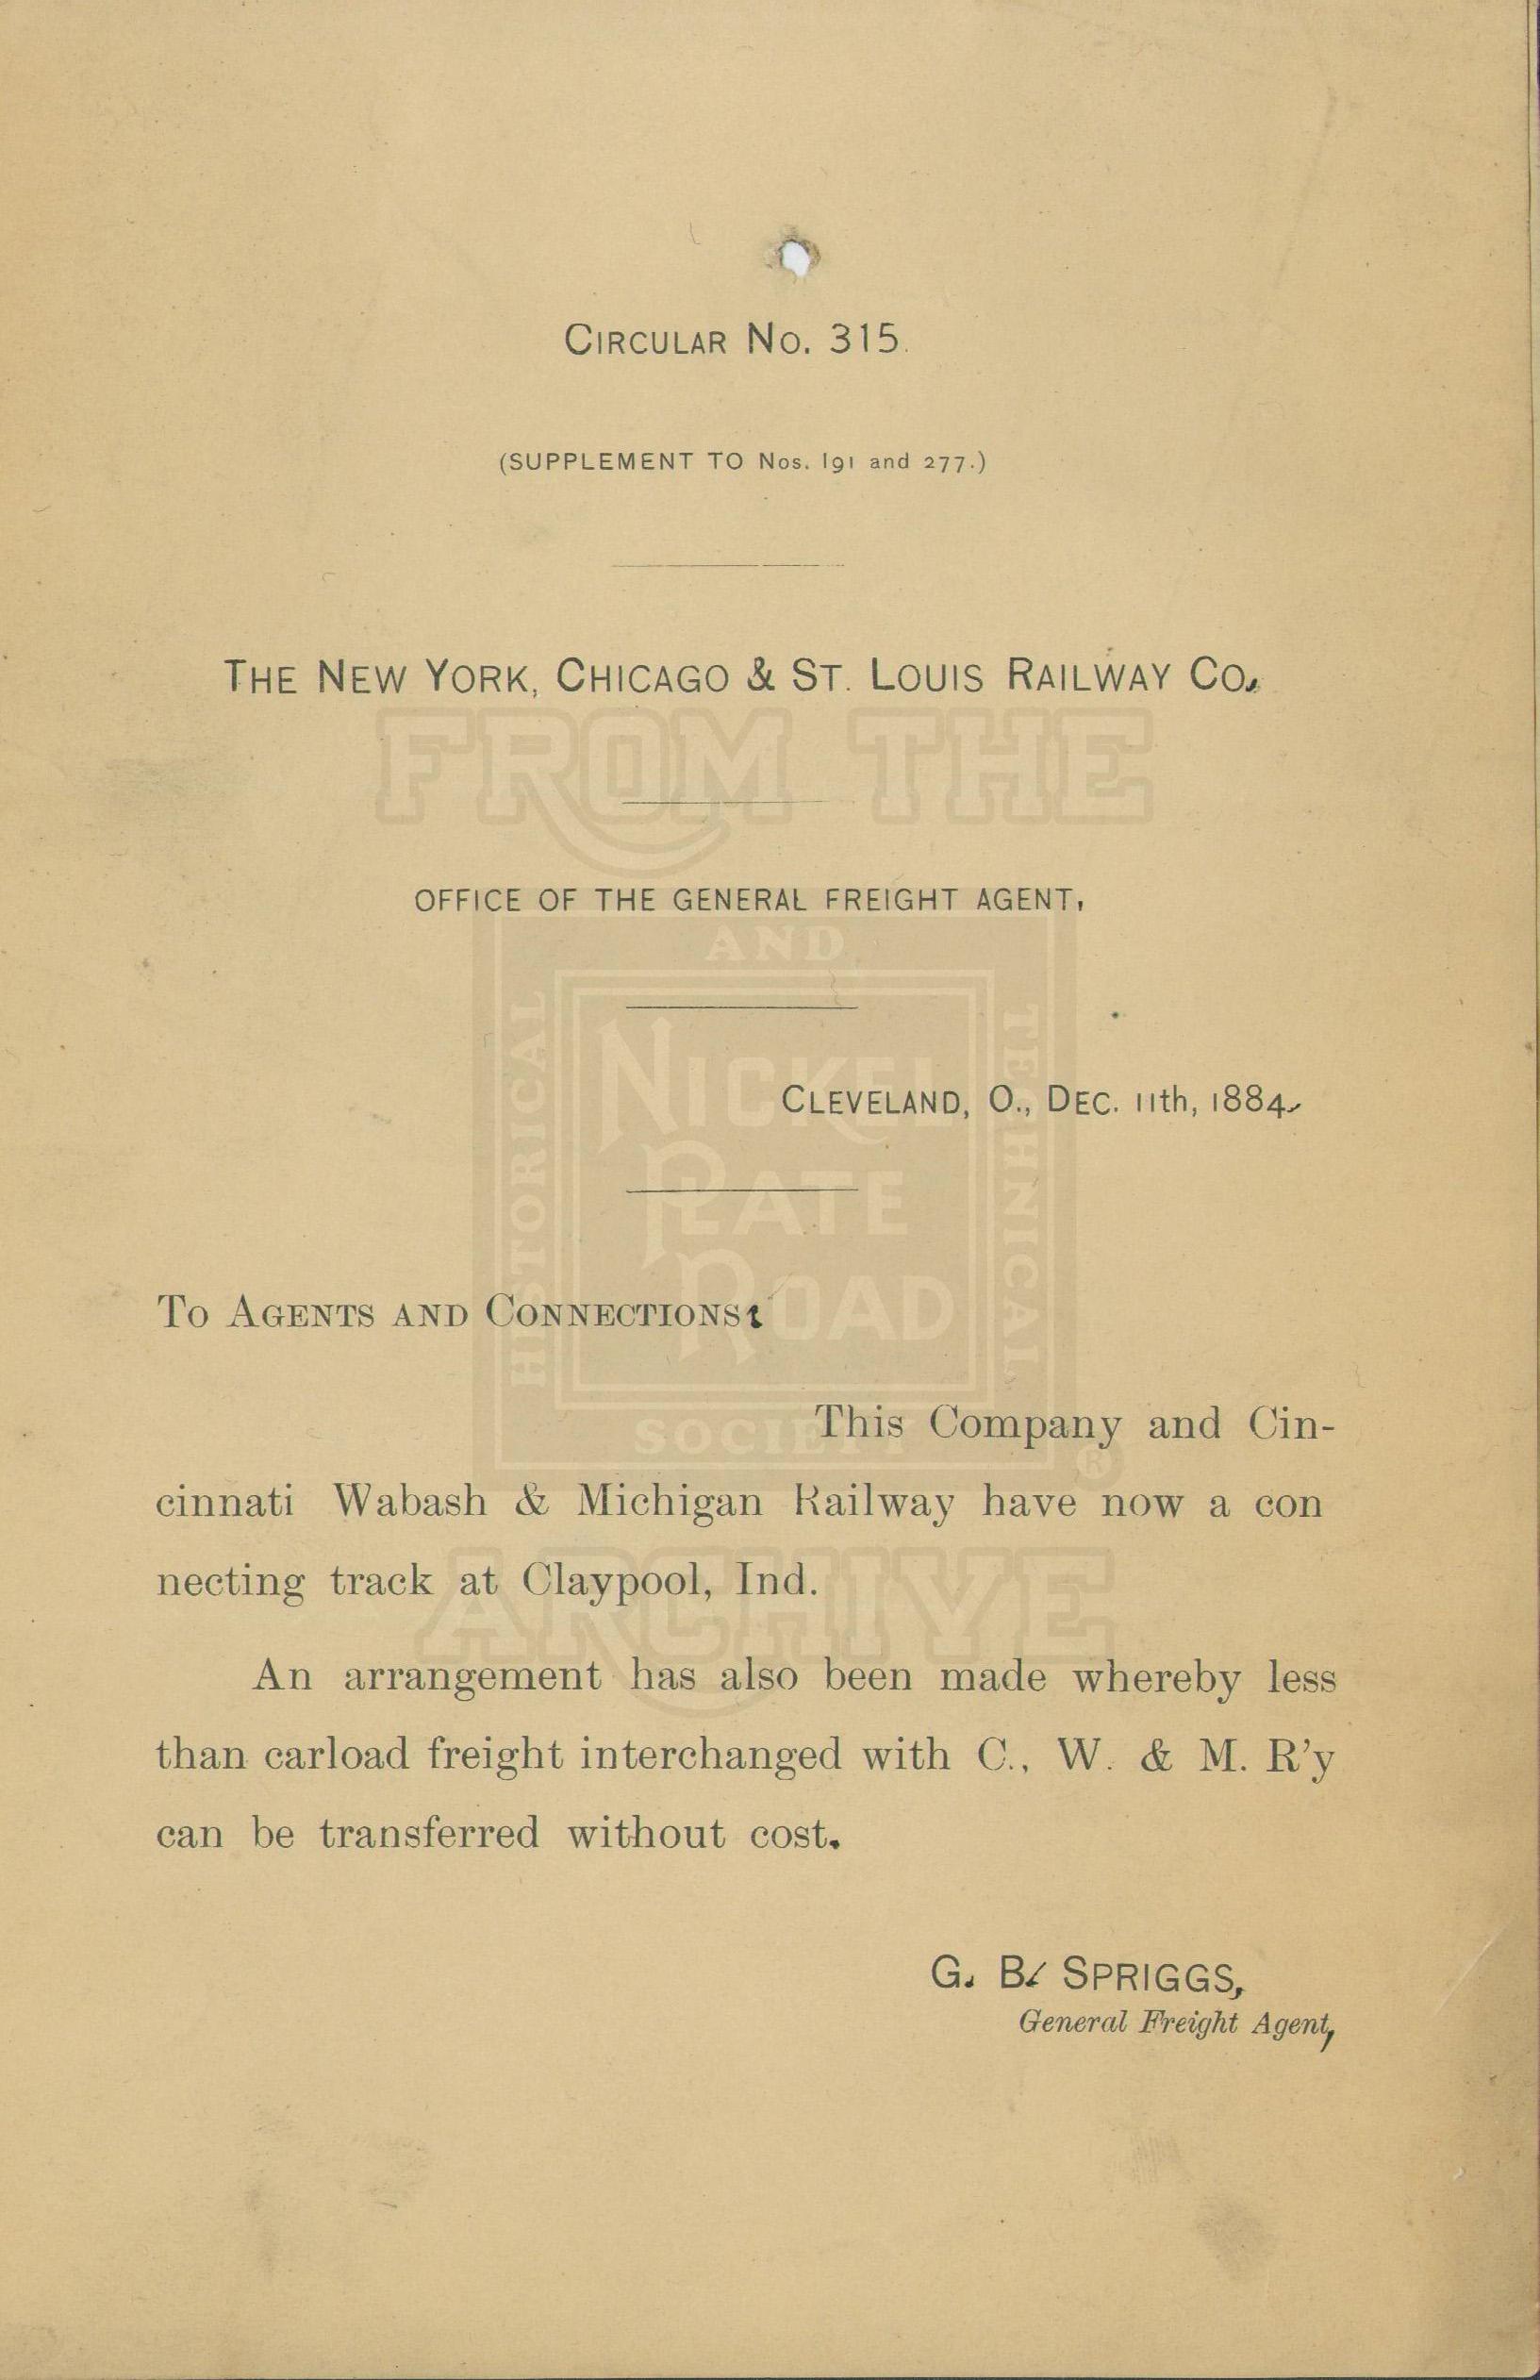 CIRCULAR No. 315.
(SUPPLEMENT TO Nos. 191 and 277.)
THE NEW YORK, CHICAGO & ST. LOUIS RAILWAY CO.
FROM THE
OFFICE OF THE GENERAL FREIGHT AGENT,
AND
HISTORICAL
TECHNICAL
NICKEL
PLATE
ROAD
CLEVELAND, O., DEC. 11th, 1884.
TO AGENTS AND CONNECTIONS:
SOCIETY
®
This Company and Cin-
cinnati Wabash & Michigan Railway have now a con
necting track at Claypool, Ind.
ARCHIVE
An arrangement has also been made whereby less
than carload freight interchanged with C., W. & M. R'y
can be transferred without cost.
G. B. SPRIGGS,
General Freight Agent,